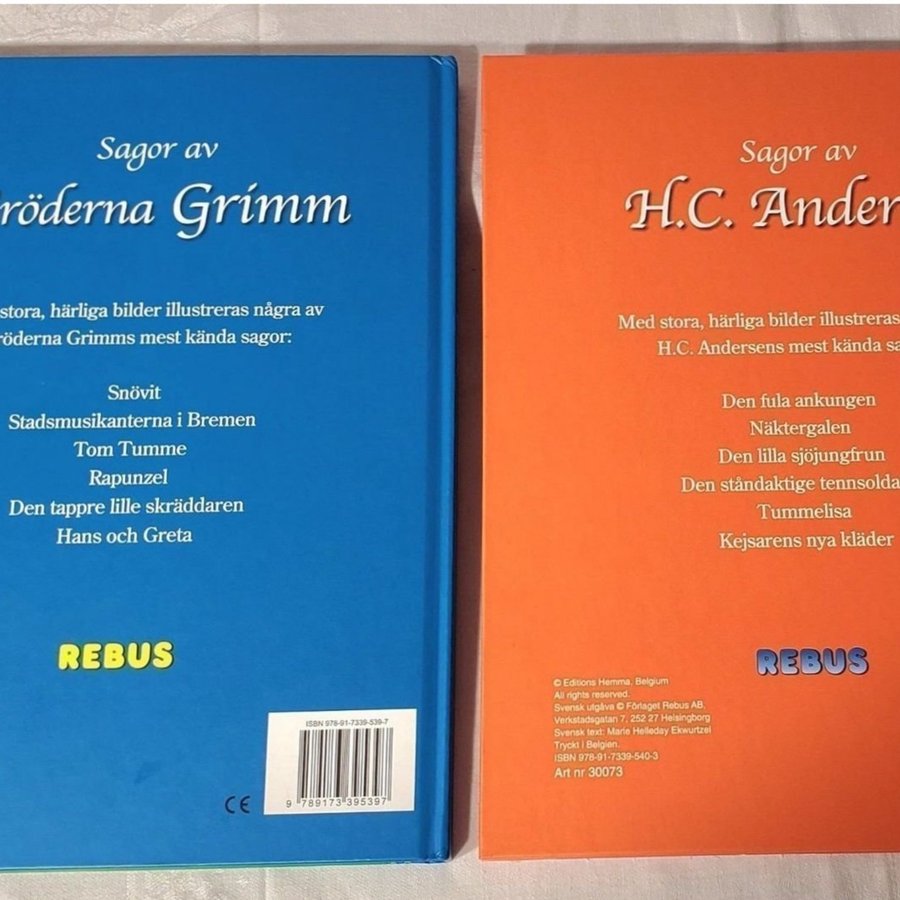 Sagor av
röderna Grimm
stora, härliga bilder illustreras några av
röderna Grimms mest kända sagor:
Snövit
Stadsmusikanterna i Bremen
Tom Tumme
Rapunzel
Den tappre lille skräddaren
Hans och Greta
REBUS
ISBN 978-91-7339-539-7
9 789173 395397
CE
Sagor av
H.C. Ander
Med stora, härliga bilder illustreras
H.C. Andersens mest kända sa
Den fula ankungen
Näktergalen
Den lilla sjöjungfrun
Den ståndaktige tennsolda
Tummelisa
Kejsarens nya kläder
REBUS
© Editions Hemma, Belgium
All rights reserved.
Svensk utgåva © Förlaget Rebus AB,
Verkstadsgatan 7, 252 27 Helsingborg
Svensk text: Marie Helleday Ekwurtzel
Tryckt i Belgien.
ISBN 978-91-7339-540-3
Art nr 30073